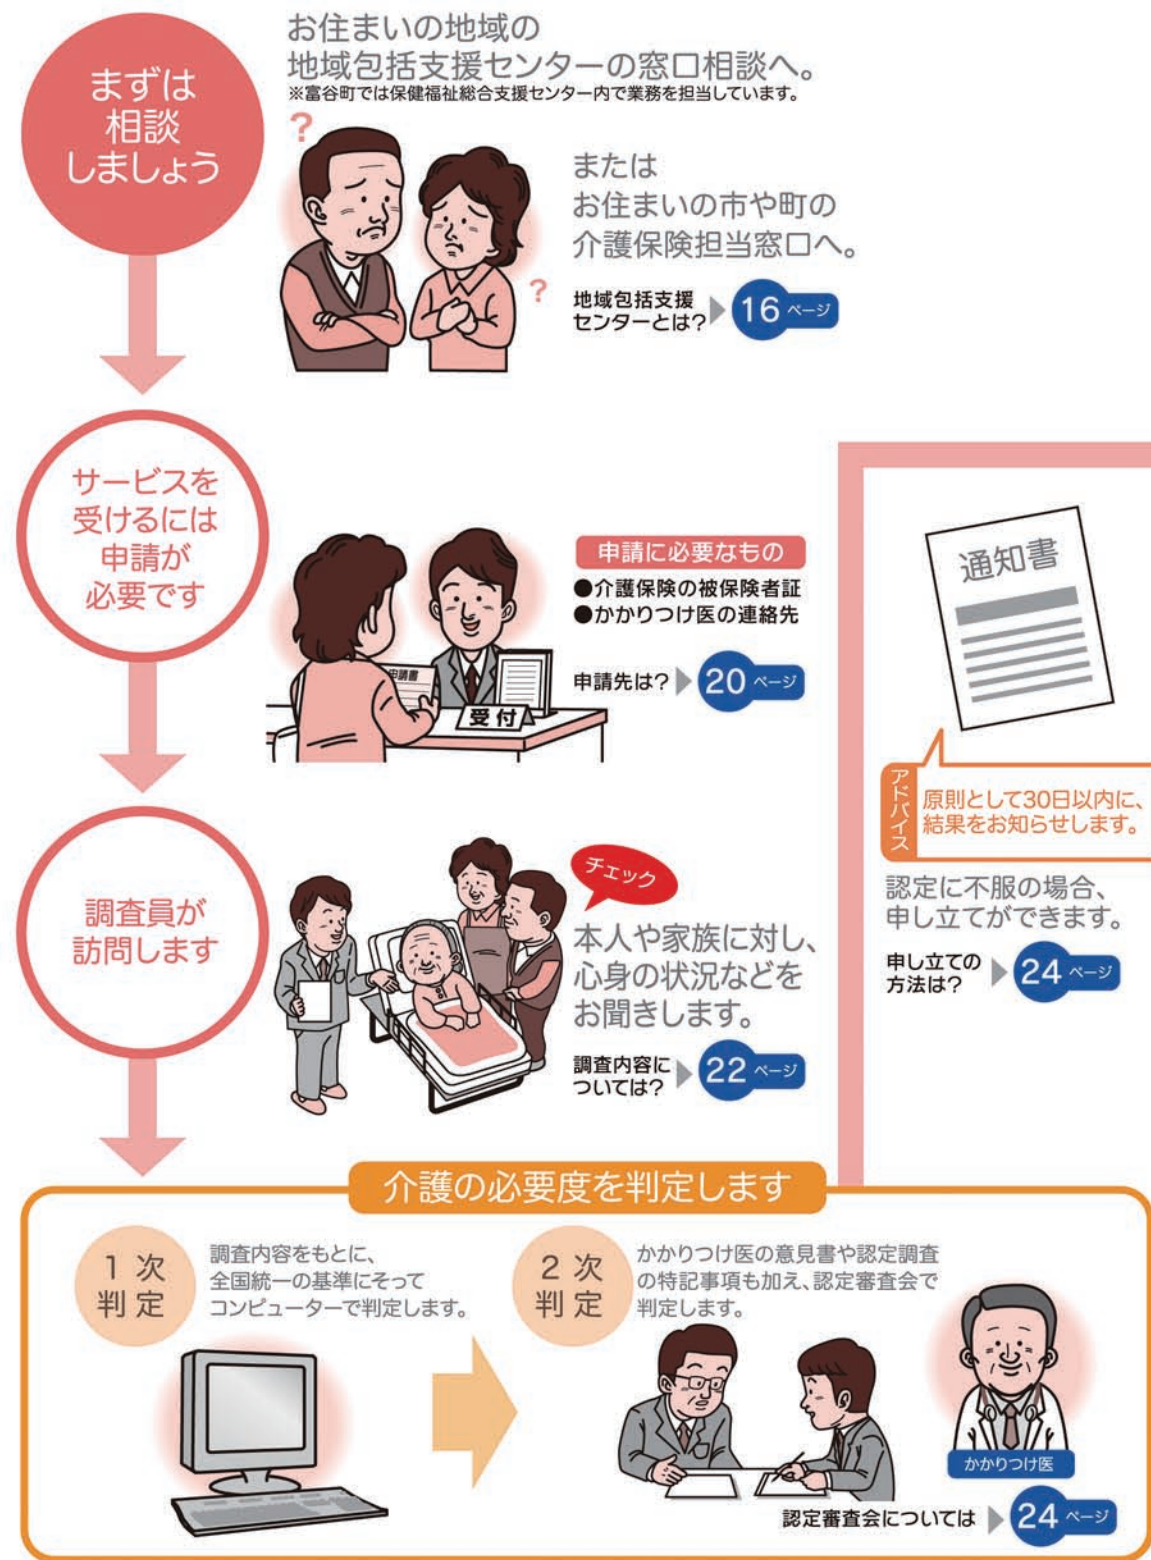 まずは
相談
しましょう
お住まいの地域の
地域包括支援センターの窓口相談へ。
※富谷町では保健福祉総合支援センター内で業務を担当しています。
?
または
お住まいの市や町の
介護保険担当窓口へ。
?
地域包括支援
センターとは?
16 ページ
サービスを
受けるには
申請が
必要です
申請書
受付
申請に必要なもの
●介護保険の被保険者証
●かかりつけ医の連絡先
申請先は?
20 ページ
調査員が
訪問します
チェック
本人や家族に対し、
心身の状況などを
お聞きします。
調査内容に
ついては?
22 ページ
介護の必要度を判定します
1次
判定
調査内容をもとに、
全国統一の基準にそって
コンピューターで判定します。
2次
判定
かかりつけ医の意見書や認定調査
の特記事項も加え、認定審査会で
判定します。
かかりつけ医
認定審査会については
24 ページ
通知書
アドバイス
原則として30日以内に、
結果をお知らせします。
認定に不服の場合、
申し立てができます。
申し立ての
方法は?
24 ページ